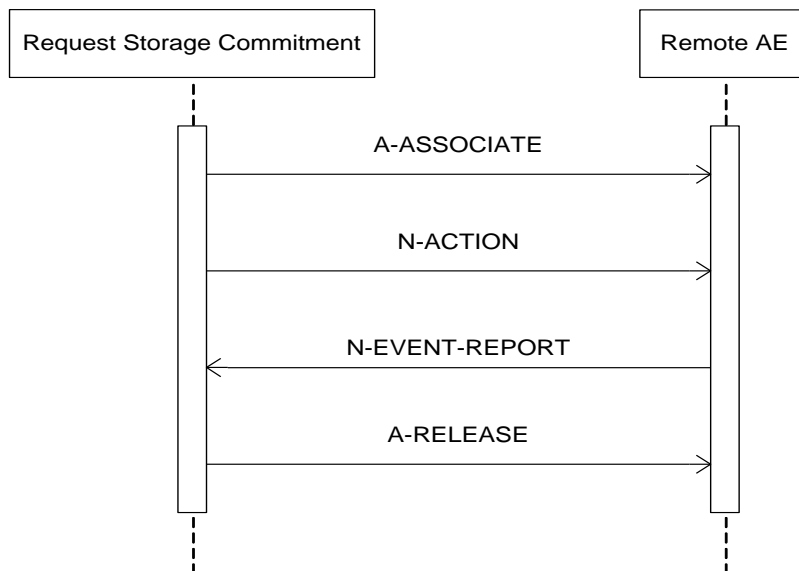 Request Storage Commitment
Remote AE
A-ASSOCIATE
N-ACTION
N-EVENT-REPORT
A-RELEASE